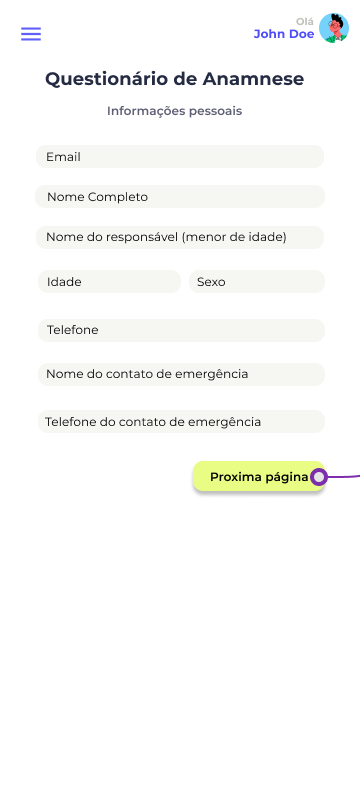 Olá
John Doe
Questionário de Anamnese
Informações pessoais
Email
Nome Completo
Nome do responsável (menor de idade)
Idade
Sexo
Telefone
Nome do contato de emergência
Telefone do contato de emergência
Proxima página